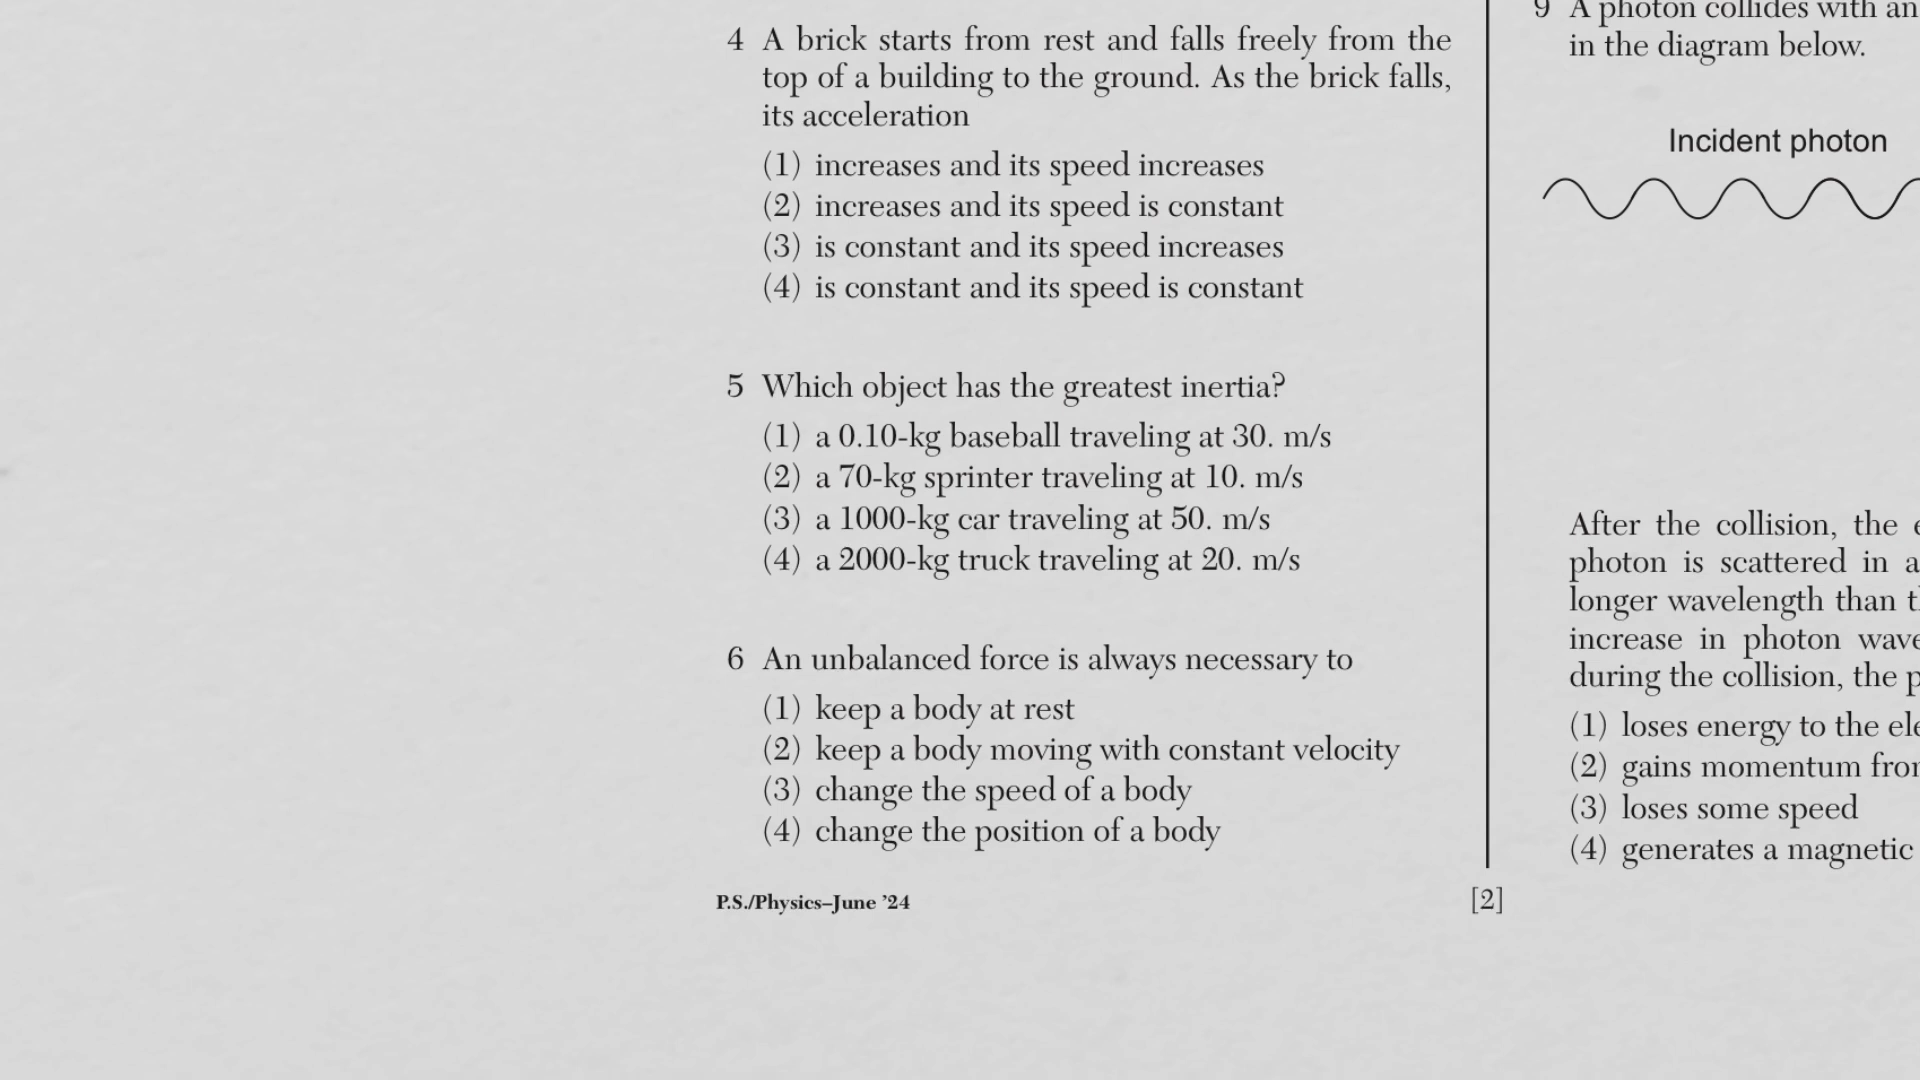 4 A brick starts from rest and falls freely from the
top of a building to the ground. As the brick falls,
its acceleration
(1) increases and its speed increases
(2) increases and its speed is constant
(3) is constant and its speed increases
(4) is constant and its speed is constant
5 Which object has the greatest inertia?
(1) a 0.10-kg baseball traveling at 30. m/s
(2) a 70-kg sprinter traveling at 10. m/s
(3) a 1000-kg car traveling at 50. m/s
(4) a 2000-kg truck traveling at 20. m/s
6 An unbalanced force is always necessary to
(1) keep a body at rest
(2) keep a body moving with constant velocity
(3) change the speed of a body
(4) change the position of a body
P.S./Physics–June ’24
[2]
9 A photon collides with an
in the diagram below.
Incident photon
After the collision, the
photon is scattered in a
longer wavelength than
increase in photon
during the collision, the
(1) loses energy to the
(2) gains momentum
(3) loses some speed
(4) generates a magnetic